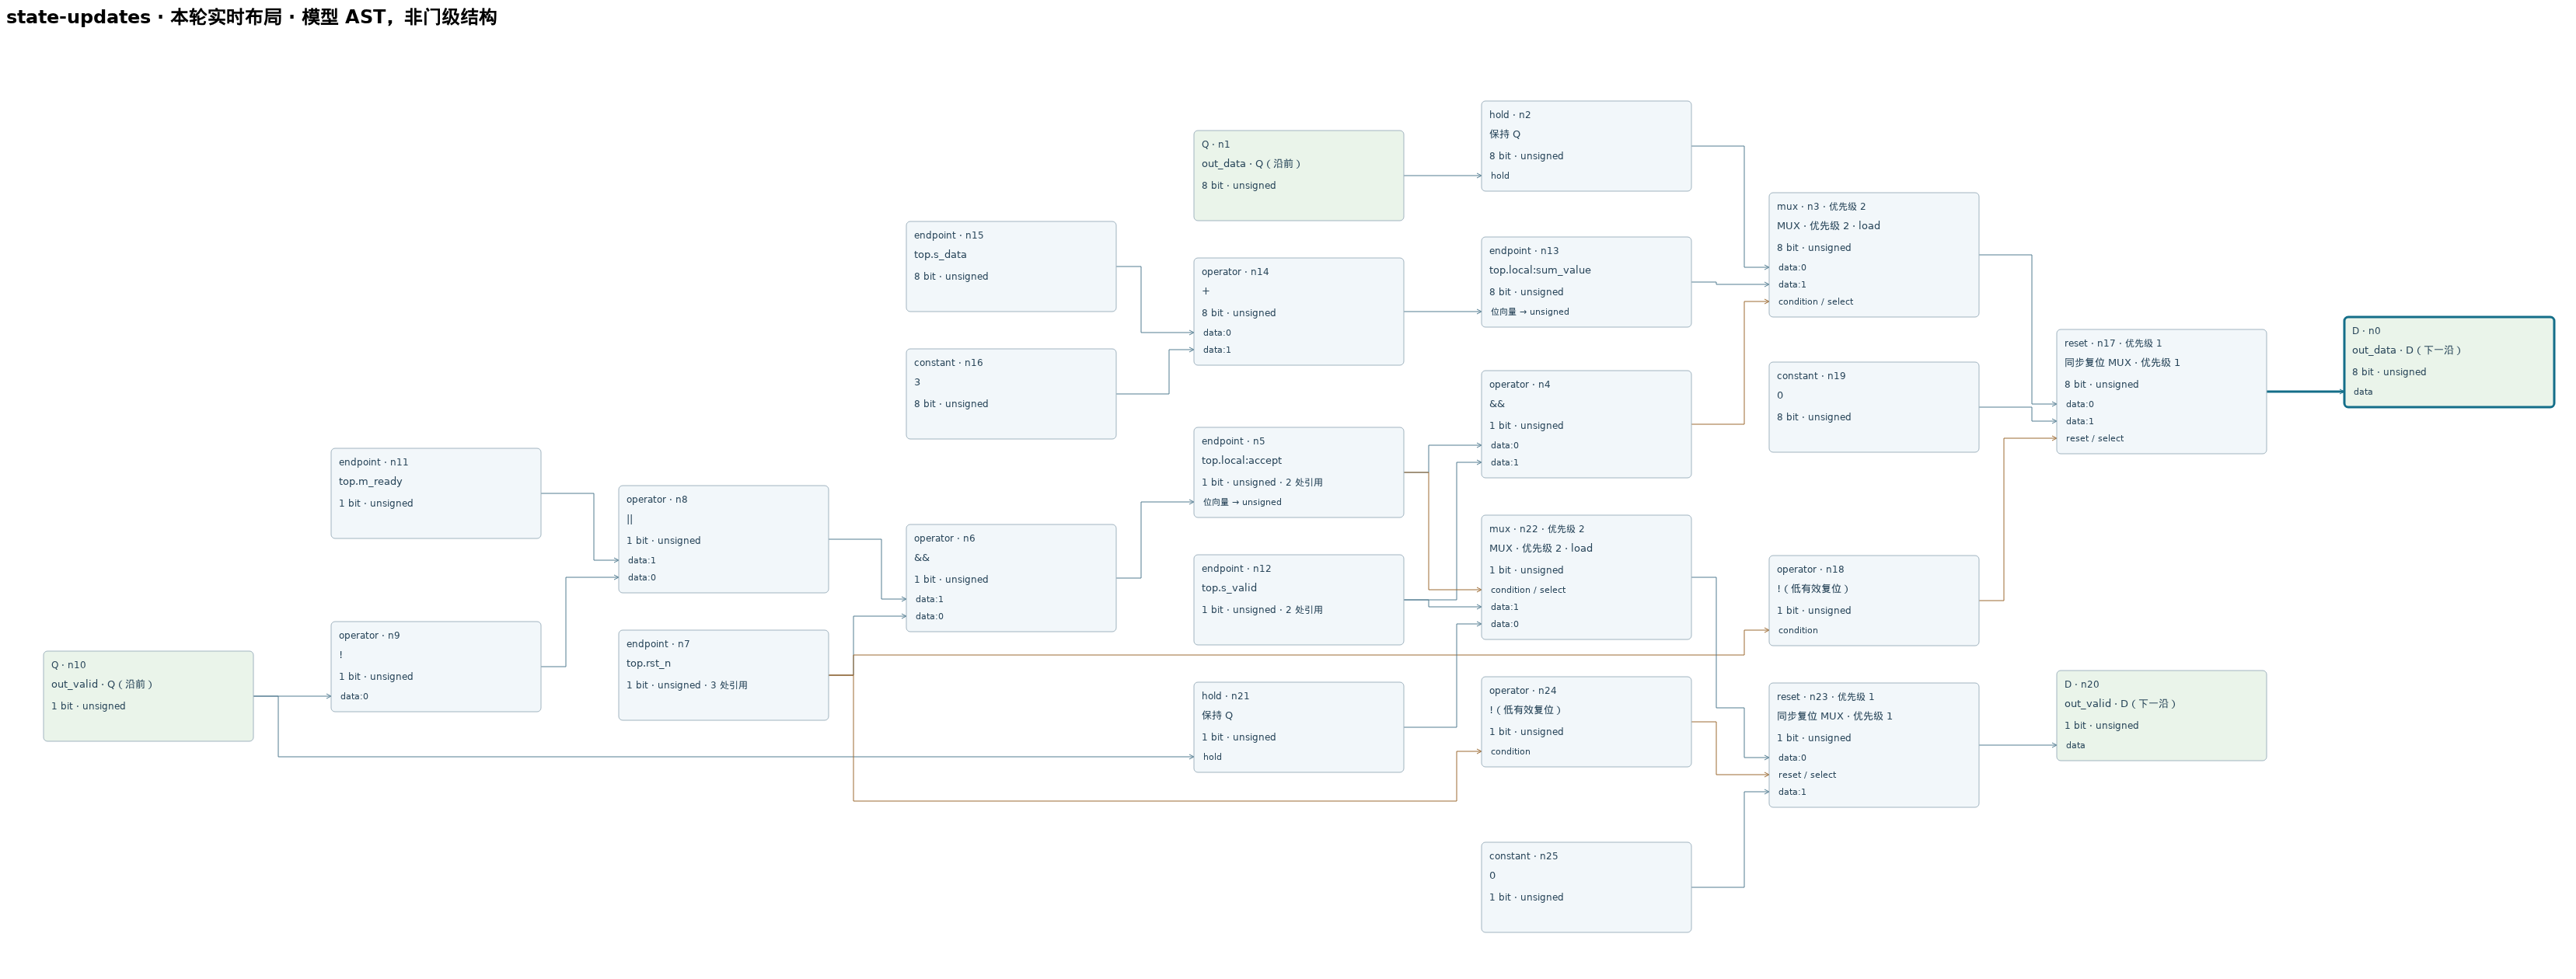 state-updates · 本轮实时布局 · 模型 AST，非门级结构
hold · n2
保持 Q
8 bit · unsigned
hold
Q · n1
out_data · Q（沿前）
8 bit · unsigned
mux · n3 · 优先级 2
MUX · 优先级 2 · load
8 bit · unsigned
data:0
data:1
condition / select
endpoint · n15
top.s_data
8 bit · unsigned
endpoint · n13
top.local:sum_value
8 bit · unsigned
位向量 → unsigned
operator · n14
+
8 bit · unsigned
data:0
data:1
D · n0
out_data · D（下一沿）
8 bit · unsigned
data
reset · n17 · 优先级 1
同步复位 MUX · 优先级 1
8 bit · unsigned
data:0
data:1
reset / select
constant · n16
3
8 bit · unsigned
constant · n19
0
8 bit · unsigned
operator · n4
&&
1 bit · unsigned
data:0
data:1
endpoint · n5
top.local:accept
1 bit · unsigned · 2 处引用
位向量 → unsigned
endpoint · n11
top.m_ready
1 bit · unsigned
operator · n8
||
1 bit · unsigned
data:1
data:0
operator · n6
&&
1 bit · unsigned
data:1
data:0
mux · n22 · 优先级 2
MUX · 优先级 2 · load
1 bit · unsigned
condition / select
data:1
data:0
endpoint · n12
top.s_valid
1 bit · unsigned · 2 处引用
operator · n18
!（低有效复位）
1 bit · unsigned
condition
operator · n9
!
1 bit · unsigned
data:0
endpoint · n7
top.rst_n
1 bit · unsigned · 3 处引用
Q · n10
out_valid · Q（沿前）
1 bit · unsigned
hold · n21
保持 Q
1 bit · unsigned
hold
operator · n24
!（低有效复位）
1 bit · unsigned
condition
reset · n23 · 优先级 1
同步复位 MUX · 优先级 1
1 bit · unsigned
data:0
reset / select
data:1
D · n20
out_valid · D（下一沿）
1 bit · unsigned
data
constant · n25
0
1 bit · unsigned